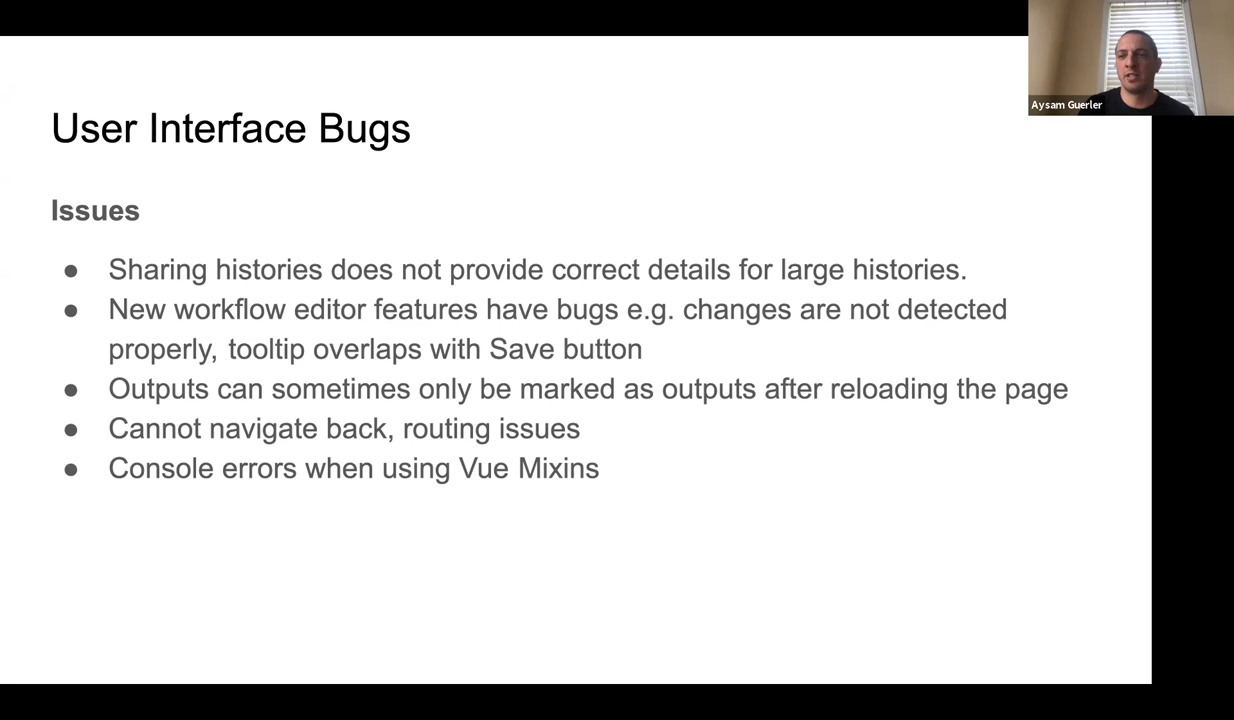 Aysam Guerler
User Interface Bugs
Issues
● Sharing histories does not provide correct details for large histories.
● New workflow editor features have bugs e.g. changes are not detected
properly, tooltip overlaps with Save button
● Outputs can sometimes only be marked as outputs after reloading the page
● Cannot navigate back, routing issues
● Console errors when using Vue Mixins